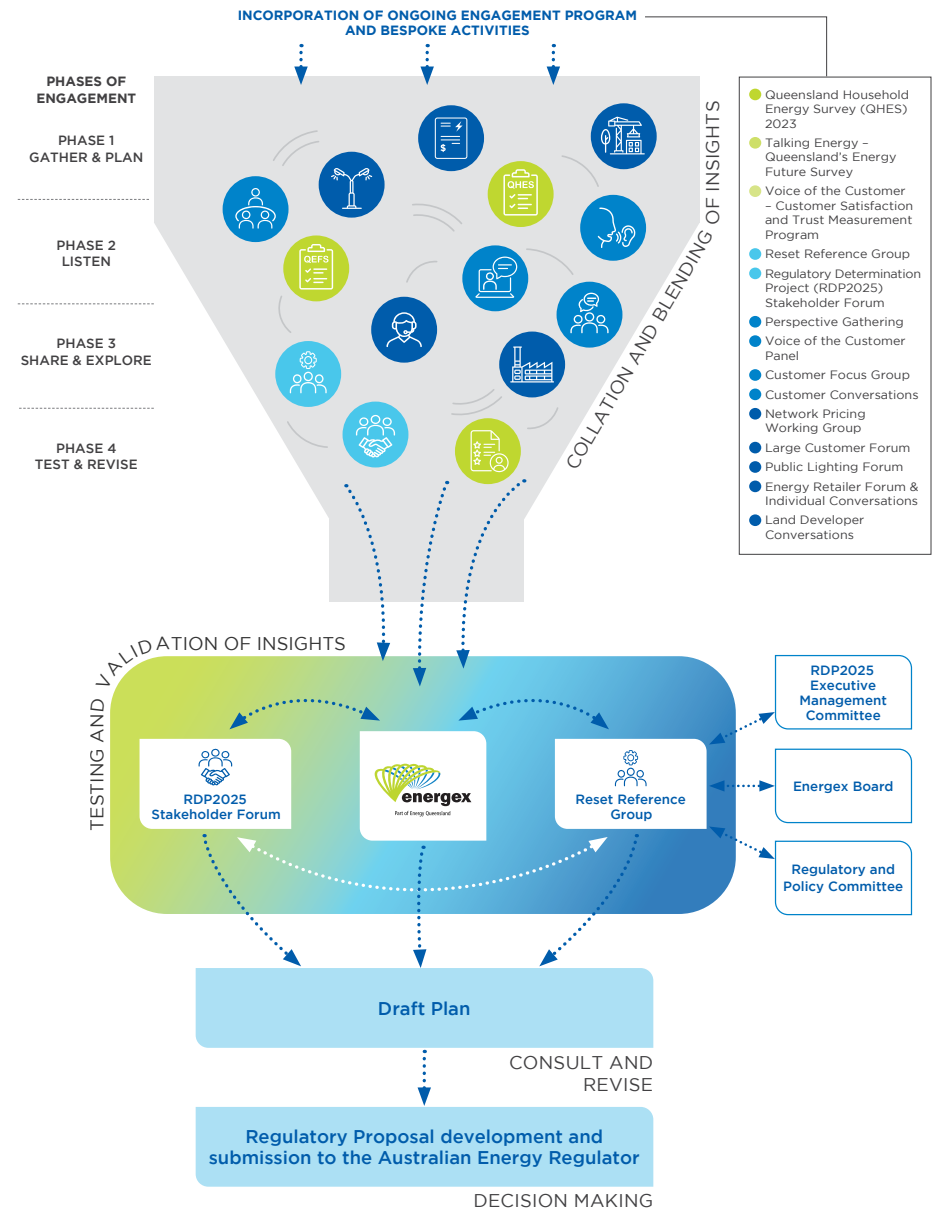 INCORPORATION OF ONGOING ENGAGEMENT PROGRAM
AND BESPOKE ACTIVITIES
PHASES OF
ENGAGEMENT
PHASE 1
GATHER & PLAN
PHASE 2
LISTEN
PHASE 3
SHARE & EXPLORE
PHASE 4
TEST & REVISE
$
QHES
QEFS
COLLATION AND BLENDING OF INSIGHTS
Queensland Household
Energy Survey (QHES)
2023
Talking Energy –
Queensland's Energy
Future Survey
Voice of the Customer
– Customer Satisfaction
and Trust Measurement
Program
Reset Reference Group
Regulatory Determination
Project (RDP2025)
Stakeholder Forum
Perspective Gathering
Voice of the Customer
Panel
Customer Focus Group
Customer Conversations
Network Pricing
Working Group
Large Customer Forum
Public Lighting Forum
Energy Retailer Forum &
Individual Conversations
Land Developer
Conversations
TESTING AND VALIDATION OF INSIGHTS
RDP2025
Stakeholder Forum
energex
Part of Energy Queensland
Reset Reference
Group
RDP2025
Executive
Management
Committee
Energex Board
Regulatory and
Policy Committee
Draft Plan
CONSULT AND
REVISE
Regulatory Proposal development and
submission to the Australian Energy Regulator
DECISION MAKING